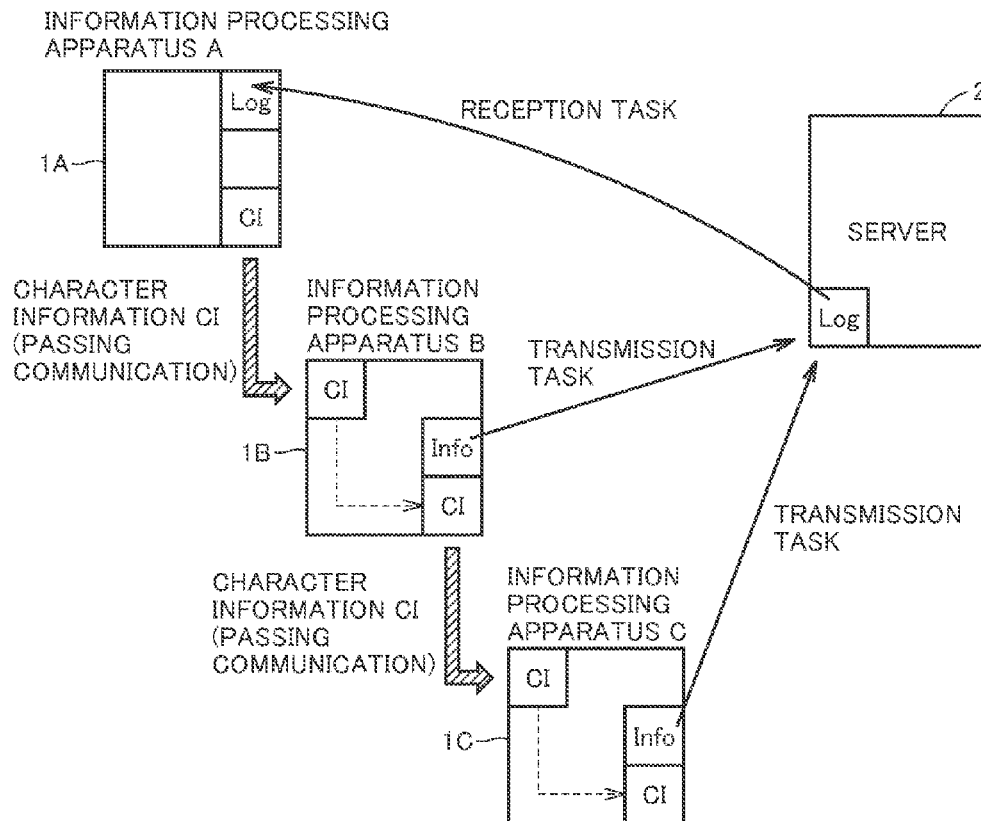 INFORMATION PROCESSING
APPARATUS A
Log
RECEPTION TASK
2
1A
CI
SERVER
Log
CHARACTER
INFORMATION CI
(PASSING
COMMUNICATION)
INFORMATION
PROCESSING
APPARATUS B
TRANSMISSION
TASK
CI
1B
Info
CI
TRANSMISSION
TASK
CHARACTER
INFORMATION CI
(PASSING
COMMUNICATION)
INFORMATION
PROCESSING
APPARATUS C
CI
1C
Info
CI